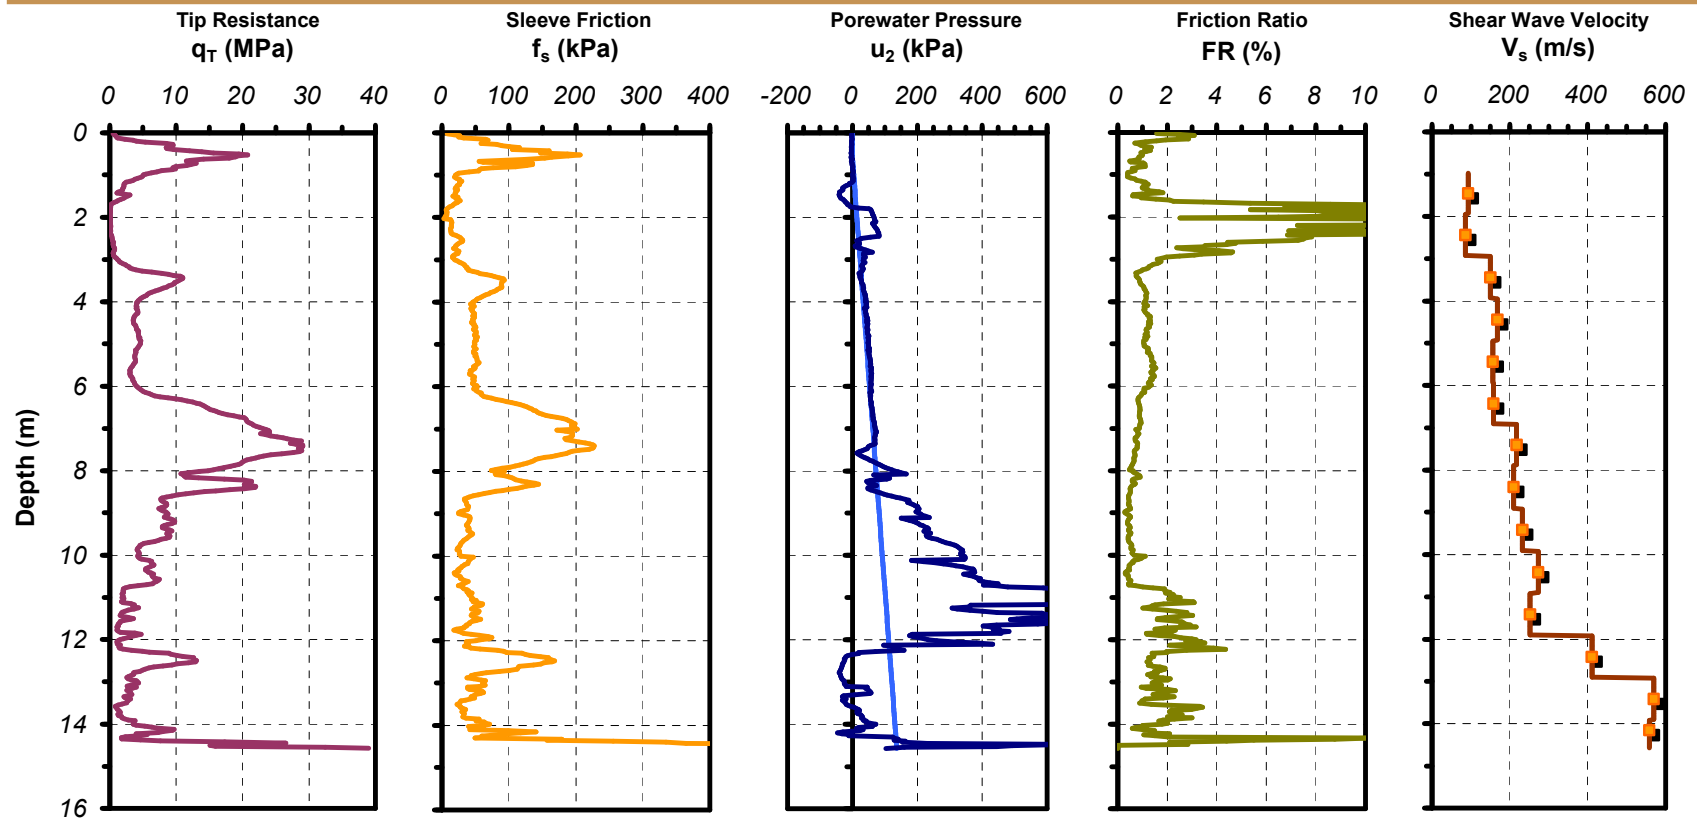 Tip Resistance Sleeve Friction Porewater Pressure Friction Ratio Shear Wave Velocity
qT (MPa) fs (kPa) u2 (kPa) FR (%) Vs (m/s)
0 10 20 30 40 0 100 200 300 400 -200 0 200 400 600 0 2 4 6 8 10 0 200 400 600
0
2
4
6
8
10
12
14
16
Depth (m)